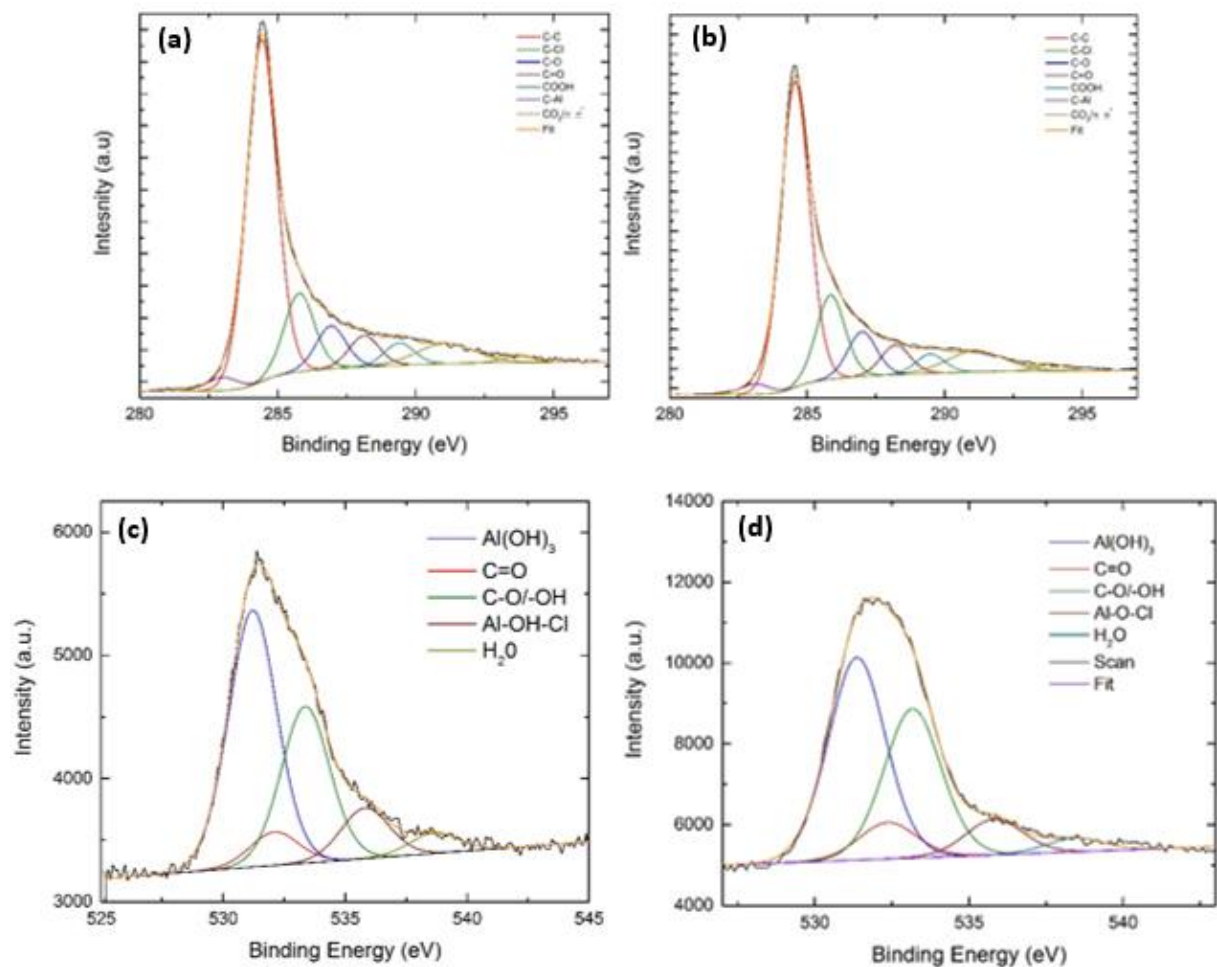 (a)
C-C
C-Cl
C-O
C=O
COOH
C-Al
CO₃/π π*
Fit
Intesnity (a.u)
280 285 290 295
Binding Energy (eV)
(b)
C-C
C-Cl
C-O
C=O
COOH
C-Al
CO₃/π π*
Fit
Intesnity (a.u)
280 285 290 295
Binding Energy (eV)
(c)
Al(OH)₃
C=O
C-O/-OH
Al-OH-Cl
H₂0
6000
5000
4000
3000
Intensity (a.u.)
525 530 535 540 545
Binding Energy (eV)
(d)
Al(OH)₃
C=O
C-O/-OH
Al-O-Cl
H₂O
Scan
Fit
14000
12000
10000
8000
6000
4000
Intensity (a.u.)
530 535 540
Binding Energy (eV)